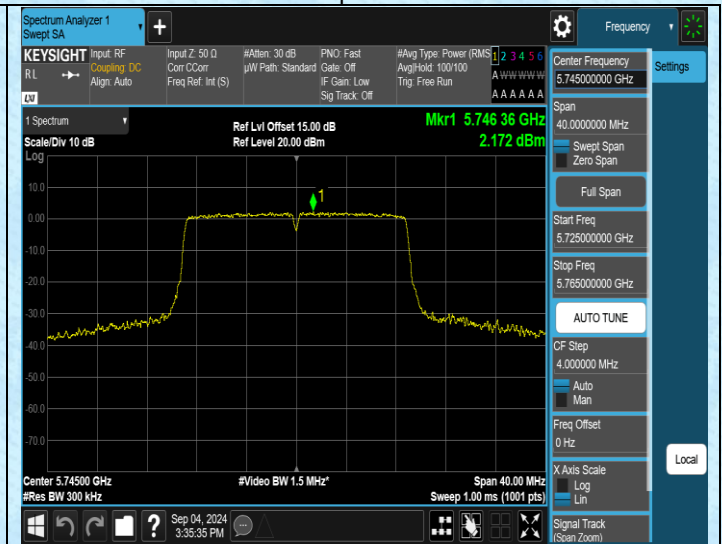 Spectrum Analyzer 1
Swept SA
+
Frequency
KEYSIGHT
RL
LXI
Input: RF
Coupling: DC
Align: Auto
Input Z: 50 Ω
Corr CCorr
Freq Ref: Int (S)
#Atten: 30 dB
µW Path: Standard
PNO: Fast
Gate: Off
IF Gain: Low
Sig Track: Off
#Avg Type: Power (RMS
Avg|Hold: 100/100
Trig: Free Run
1 2 3 4 5 6
A W W W W W
A A A A A A
1 Spectrum
Scale/Div 10 dB
Log
Ref Lvl Offset 15.00 dB
Ref Level 20.00 dBm
Mkr1 5.746 36 GHz
2.172 dBm
1
10.0
0.00
-10.0
-20.0
-30.0
-40.0
-50.0
-60.0
-70.0
Center 5.74500 GHz
#Res BW 300 kHz
#Video BW 1.5 MHz*
Span 40.00 MHz
Sweep 1.00 ms (1001 pts)
Center Frequency
5.745000000 GHz
Settings
Span
40.0000000 MHz
Swept Span
Zero Span
Full Span
Start Freq
5.725000000 GHz
Stop Freq
5.765000000 GHz
AUTO TUNE
CF Step
4.000000 MHz
Auto
Man
Freq Offset
0 Hz
X Axis Scale
Log
Lin
Local
Signal Track
(Span Zoom)
?
Sep 04, 2024
3:35:35 PM